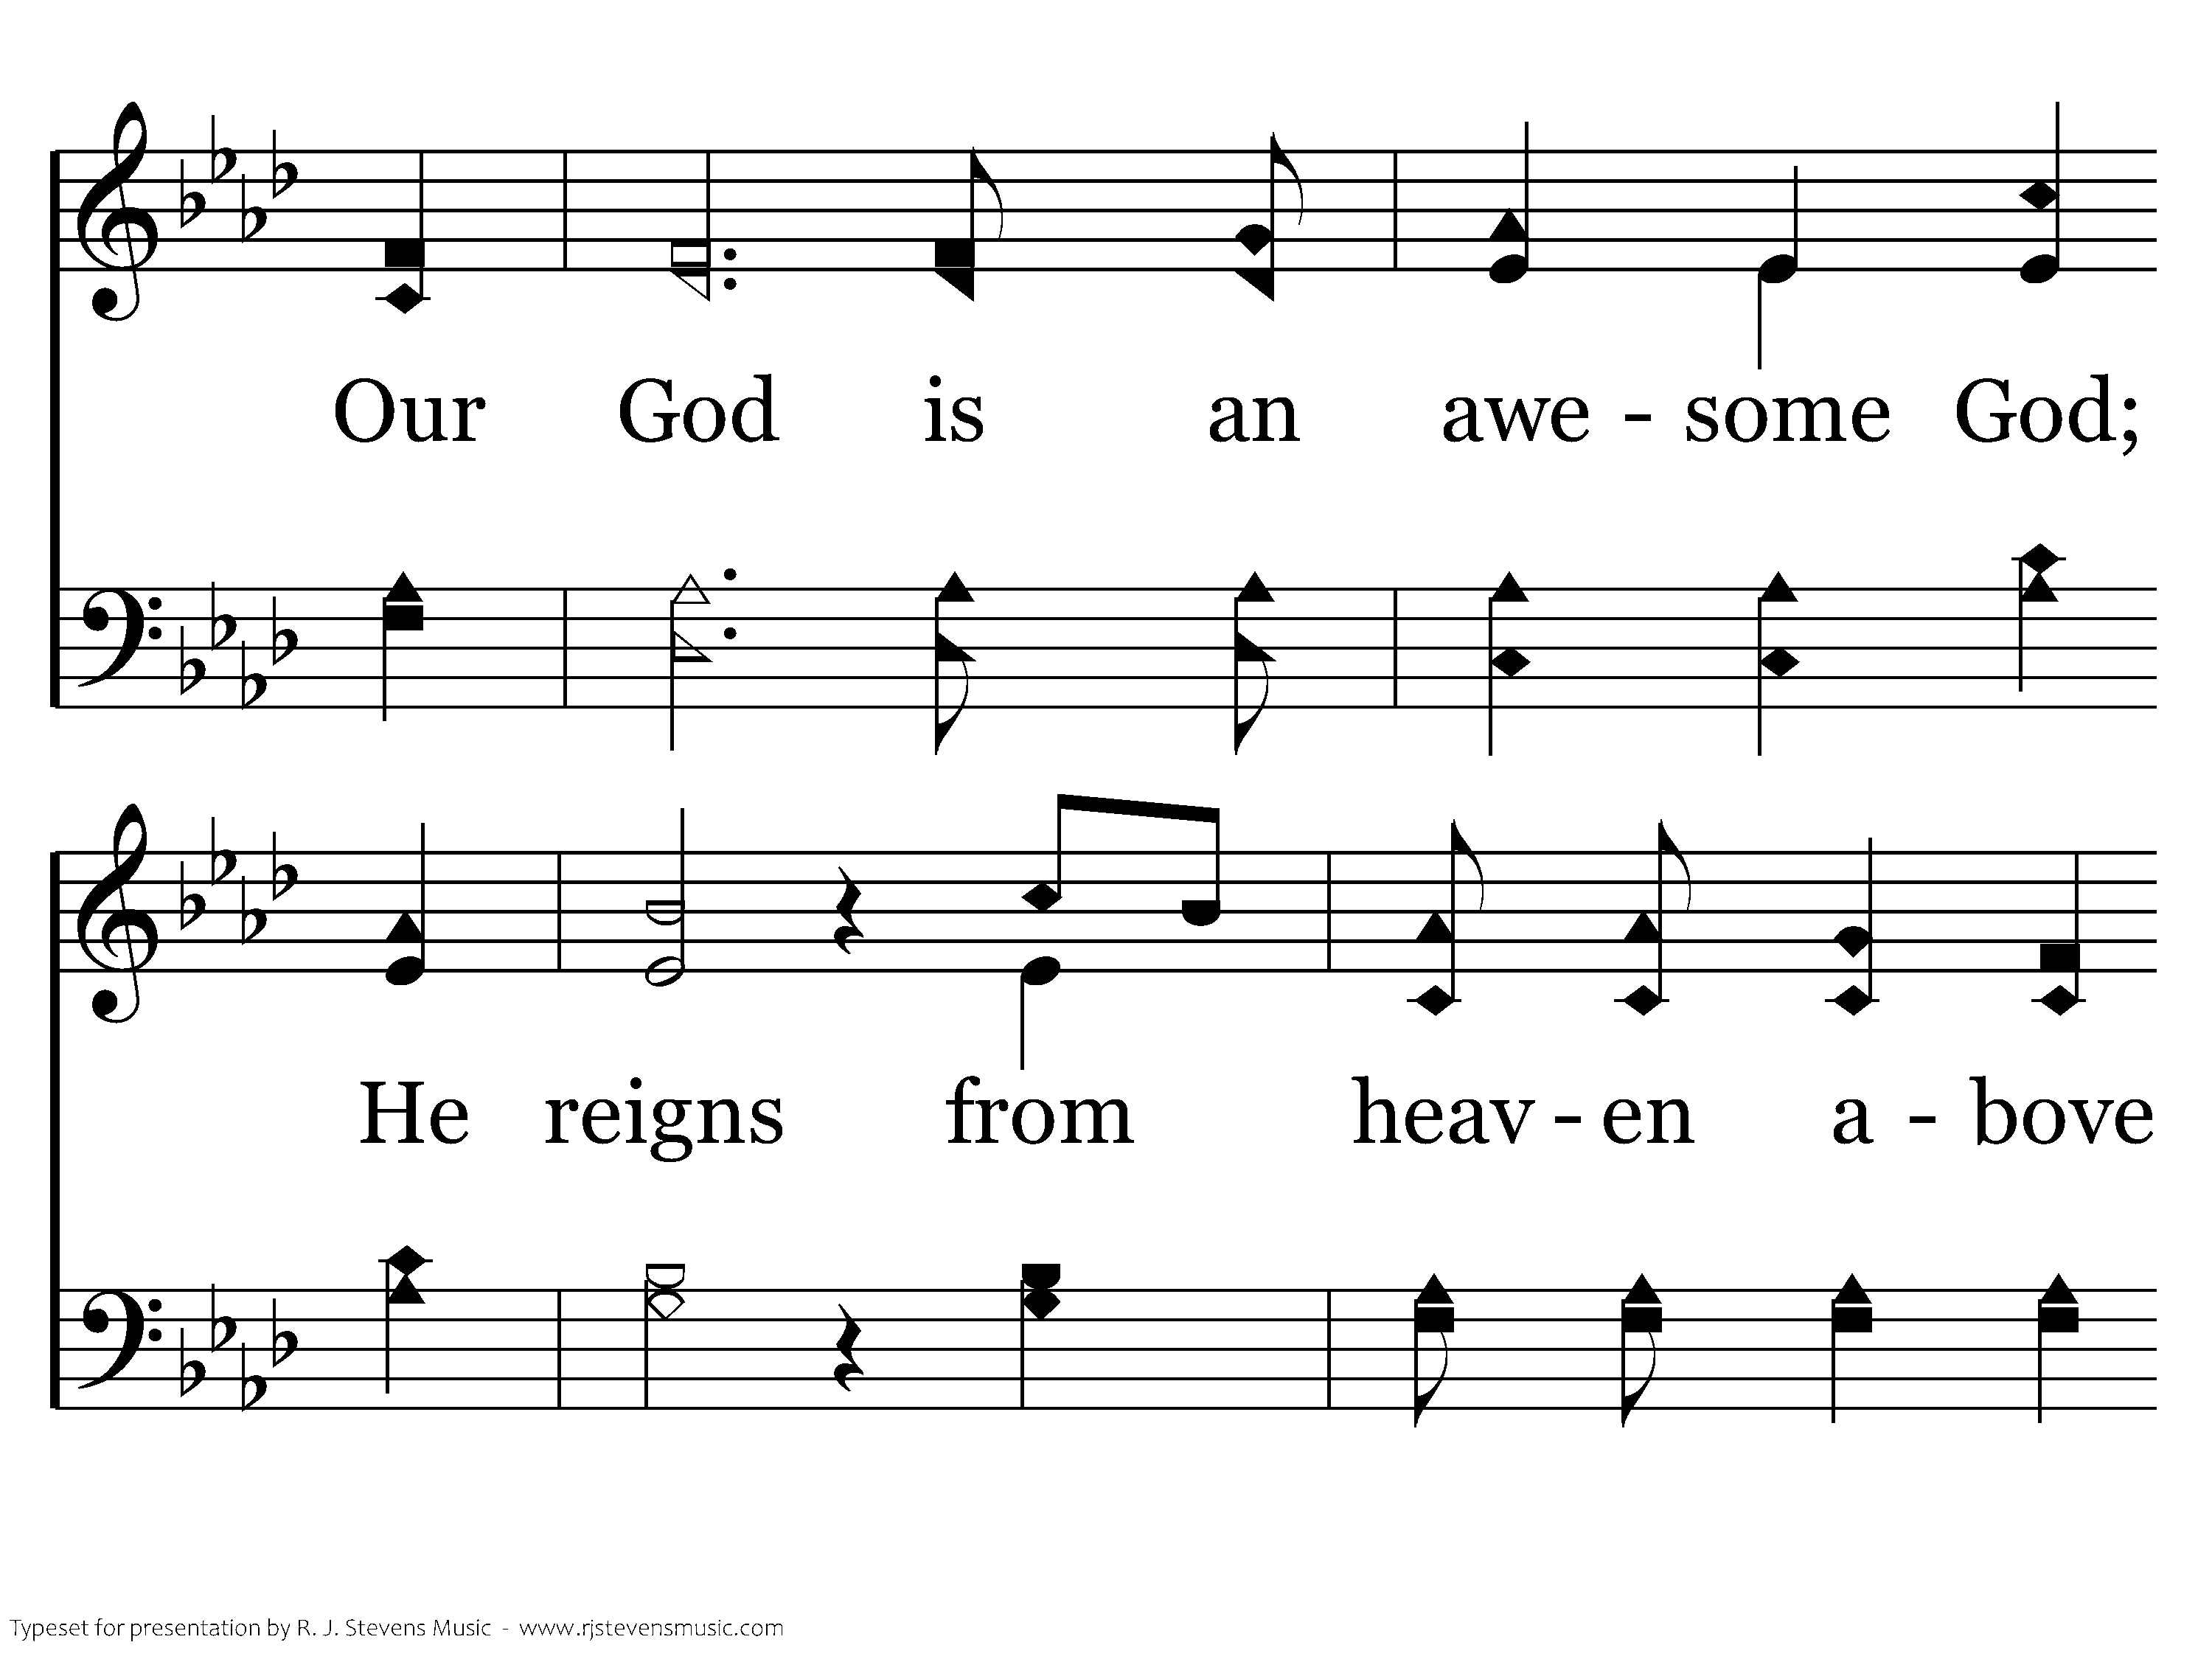 Our God is an awe - some God;
He reigns from heav - en a - bove
Typeset for presentation by R. J. Stevens Music - www.rjstevensmusic.com